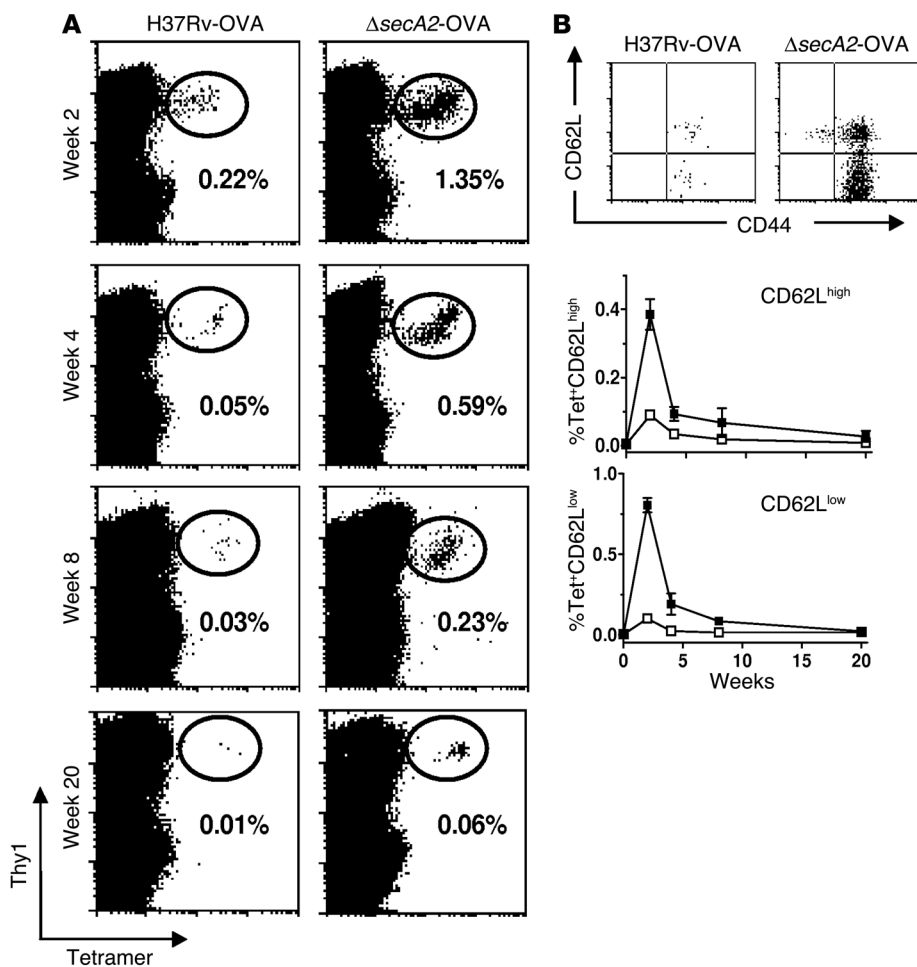 A
H37Rv-OVA
ΔsecA2-OVA
Week 2
0.22%
1.35%
Week 4
0.05%
0.59%
Week 8
0.03%
0.23%
Week 20
0.01%
0.06%
Thy1
Tetramer
B
H37Rv-OVA
ΔsecA2-OVA
CD62L
CD44
CD62Lhigh
%Tet+CD62Lhigh
0.4
0.2
0.0
CD62Llow
%Tet+CD62Llow
1.0
0.5
0.0
0 5 10 15 20
Weeks